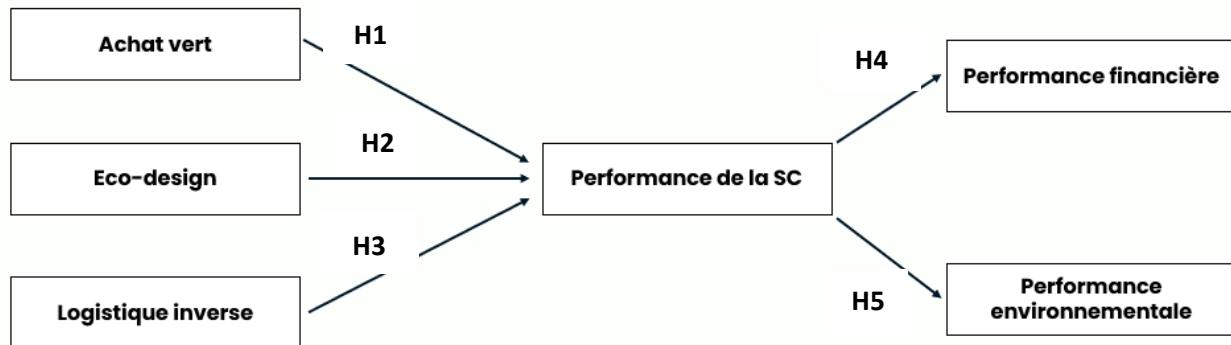 Achat vert
H1
H4
Performance financière
Eco-design
H2
Performance de la SC
H3
Logistique inverse
H5
Performance
environnementale